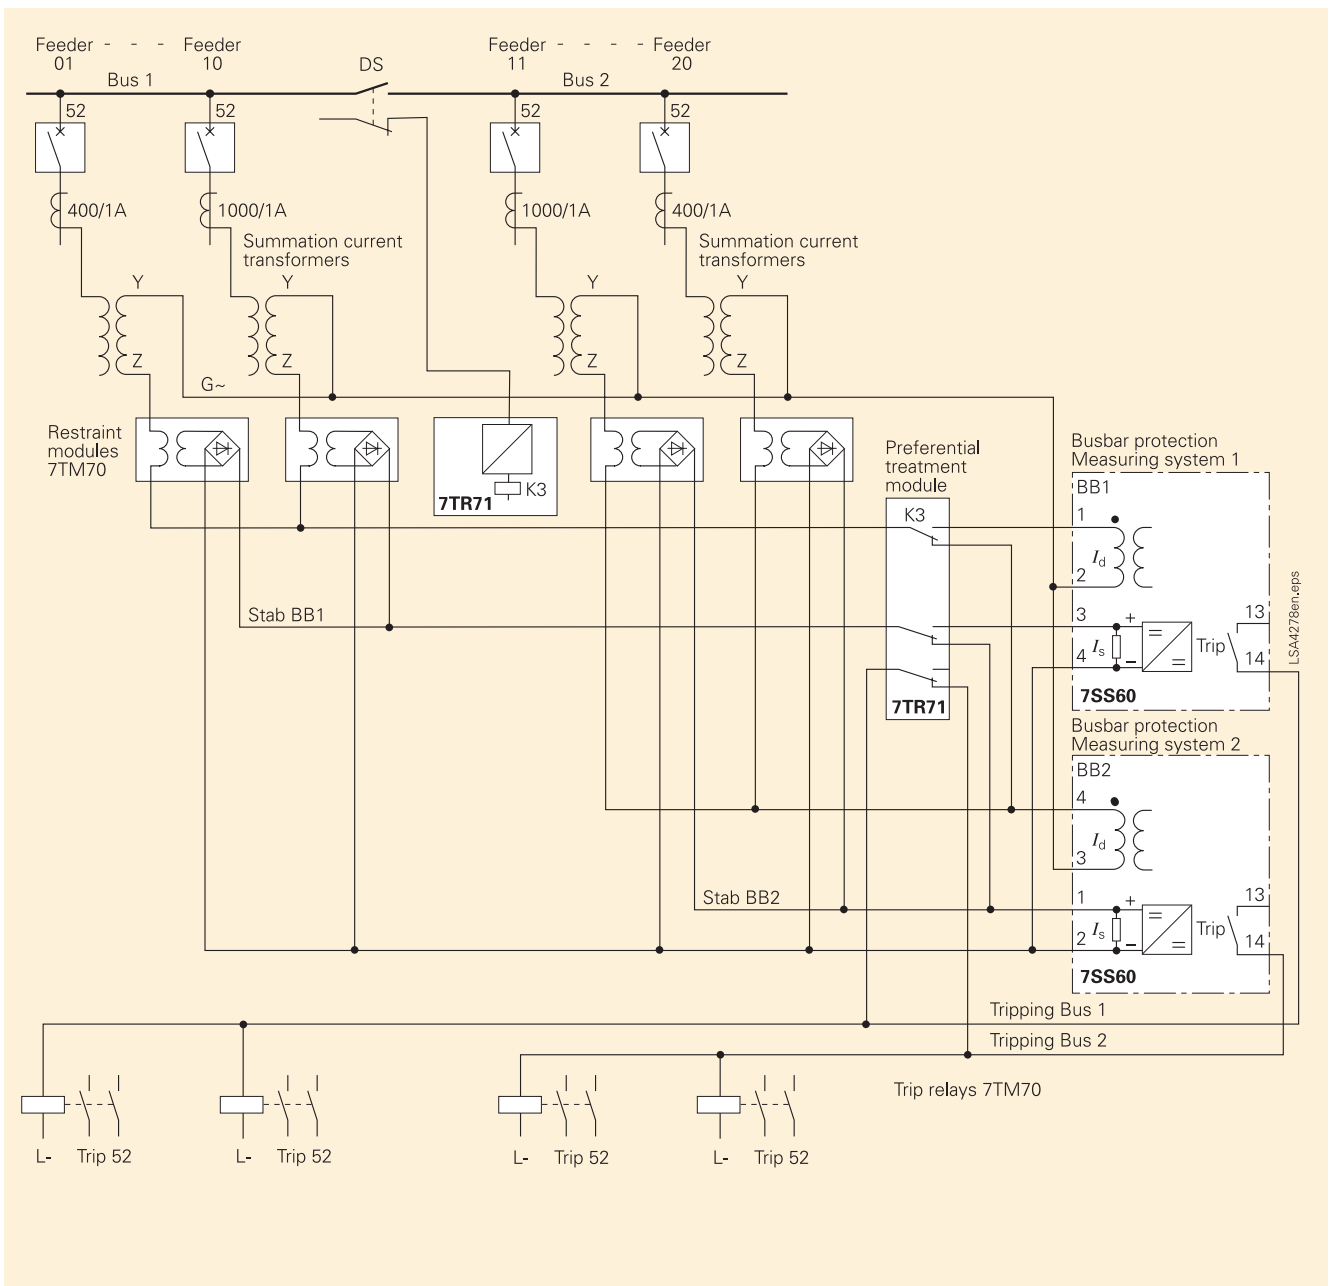 Feeder - - - Feeder
01 10
DS
Feeder - - - - Feeder
11 20
Bus 1
Bus 2
52
52
52
52
400/1A
1000/1A
1000/1A
400/1A
Summation current
transformers
Summation current
transformers
Y
Y
Y
Y
Z
Z
Z
Z
G~
Restraint
modules
7TM70
K3
7TR71
Preferential
treatment
module
K3
7TR71
Busbar protection
Measuring system 1
BB1
1
Id
2
3
+
Is
4
–
Trip
13
14
7SS60
LSA4278en.eps
Stab BB1
Busbar protection
Measuring system 2
BB2
4
Id
3
1
+
Is
2
–
Trip
13
14
7SS60
Stab BB2
Tripping Bus 1
Tripping Bus 2
Trip relays 7TM70
L- Trip 52
L- Trip 52
L- Trip 52
L- Trip 52